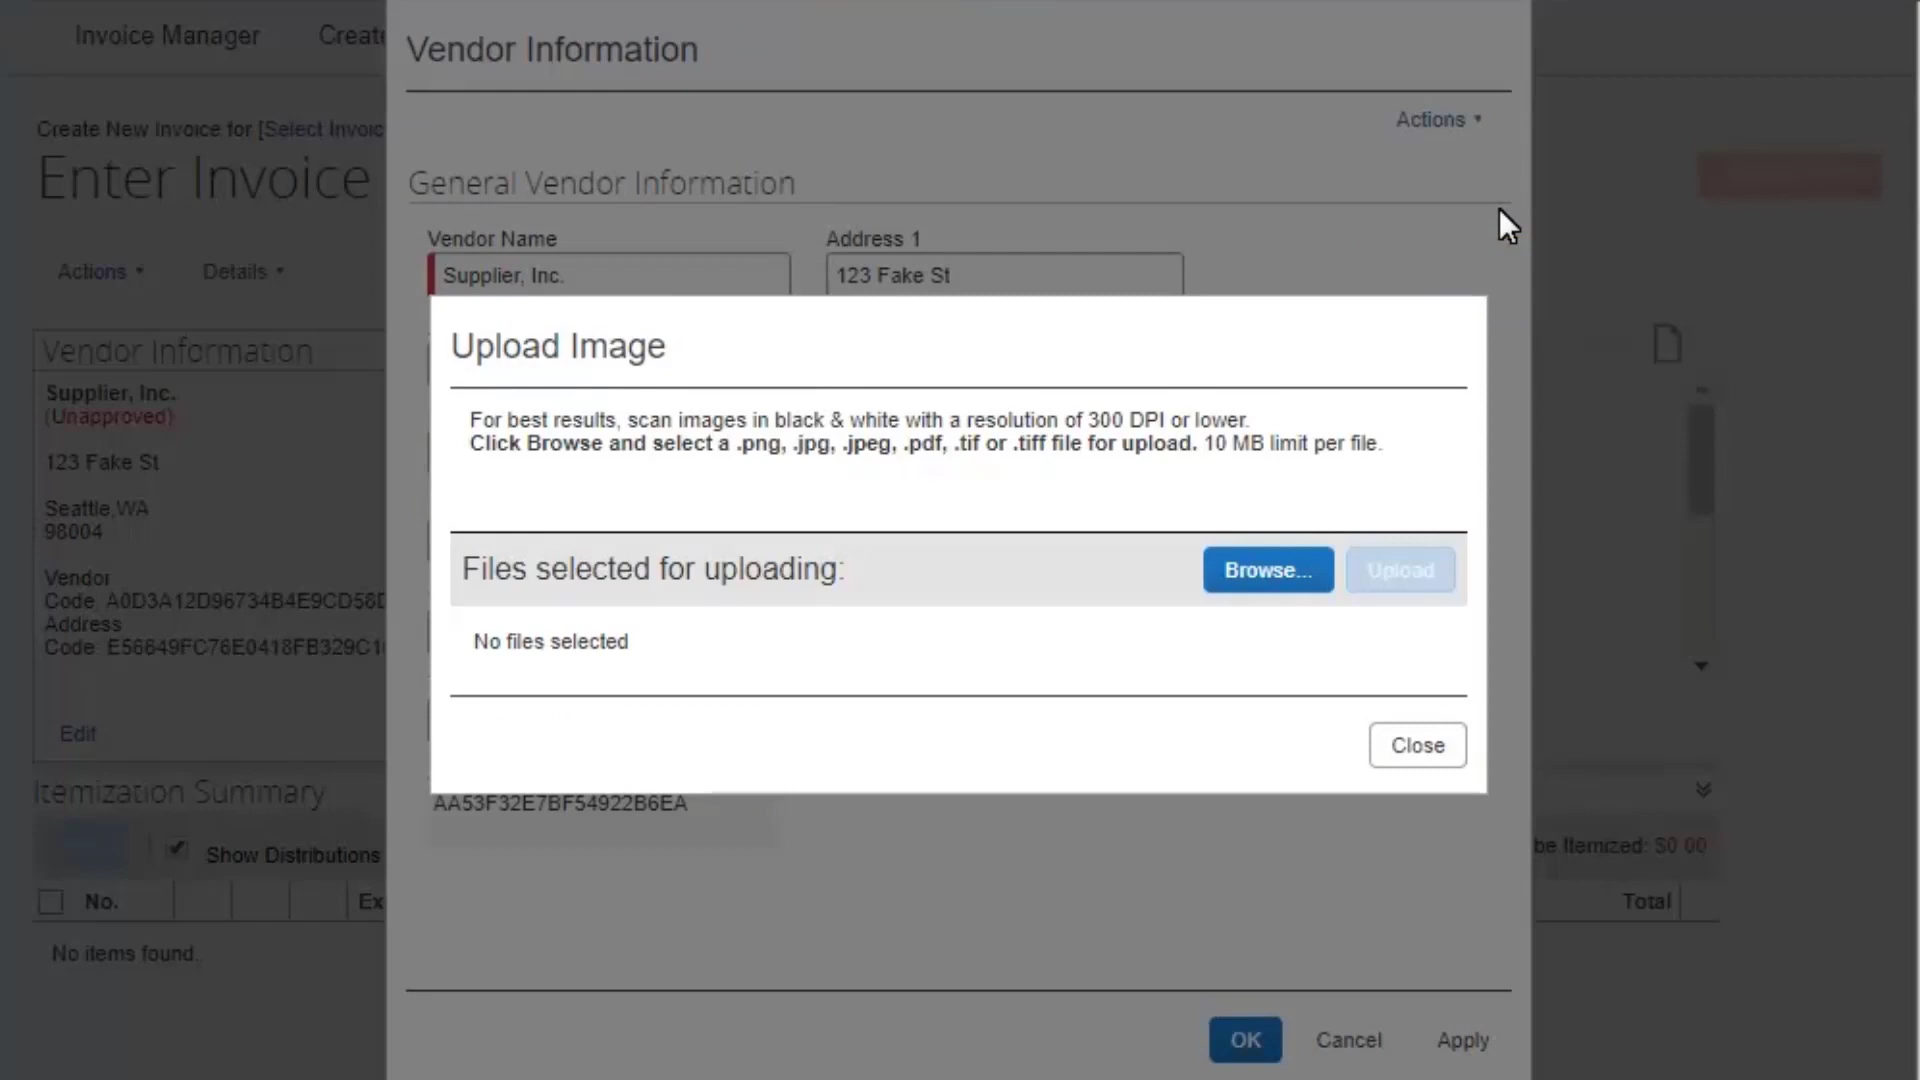 Invoice Manager
Create
Vendor Information
Actions
Create New Invoice for [Select Invoic
Enter Invoice
General Vendor Information
Vendor Name
Address 1
Supplier, Inc.
123 Fake St
Actions
Details
Vendor Information
Supplier, Inc.
(Unapproved)
123 Fake St
Seattle,WA
98004
Vendor
Code: A0D3A12D96734B4E9CD58D
Address
Code: E56649FC76E0418FB329C1
Edit
Upload Image
For best results, scan images in black & white with a resolution of 300 DPI or lower.
Click Browse and select a .png, .jpg, .jpeg, .pdf, .tif or .tiff file for upload. 10 MB limit per file.
Files selected for uploading:
Browse...
Upload
No files selected
Close
AA53F32E7BF54922B6EA
Itemization Summary
Show Distributions
be Itemized: $0.00
No.
Ex
Total
No items found.
OK
Cancel
Apply